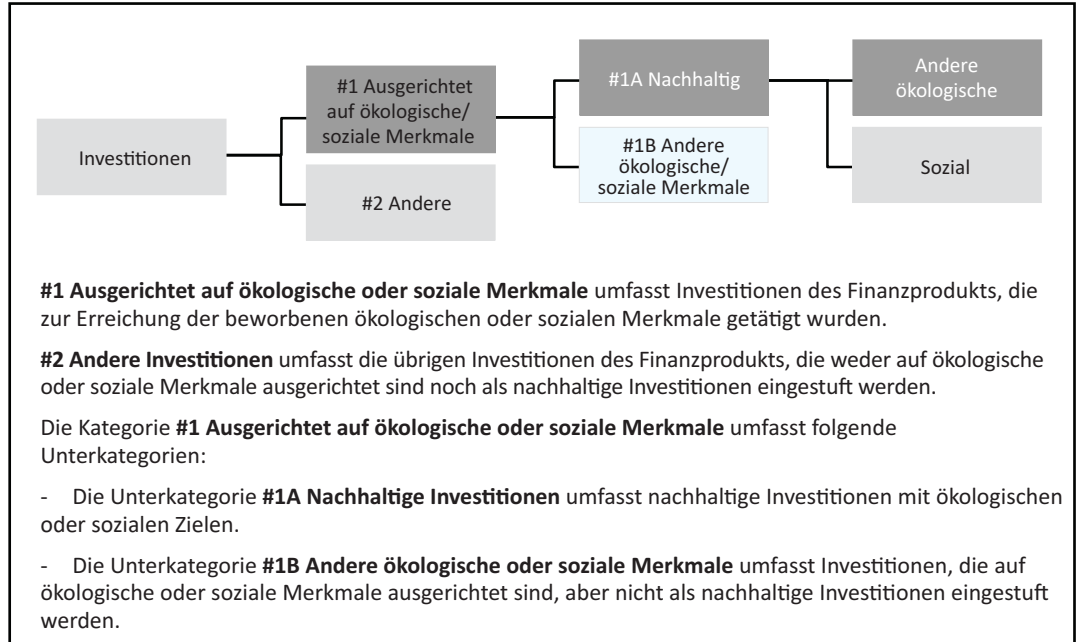 Investitionen
#1 Ausgerichtet
auf ökologische/
soziale Merkmale
#2 Andere
#1A Nachhaltig
#1B Andere
ökologische/
soziale Merkmale
Andere
ökologische
Sozial
#1 Ausgerichtet auf ökologische oder soziale Merkmale umfasst Investitionen des Finanzprodukts, die
zur Erreichung der beworbenen ökologischen oder sozialen Merkmale getätigt wurden.
#2 Andere Investitionen umfasst die übrigen Investitionen des Finanzprodukts, die weder auf ökologische
oder soziale Merkmale ausgerichtet sind noch als nachhaltige Investitionen eingestuft werden.
Die Kategorie #1 Ausgerichtet auf ökologische oder soziale Merkmale umfasst folgende
Unterkategorien:
- Die Unterkategorie #1A Nachhaltige Investitionen umfasst nachhaltige Investitionen mit ökologischen
oder sozialen Zielen.
- Die Unterkategorie #1B Andere ökologische oder soziale Merkmale umfasst Investitionen, die auf
ökologische oder soziale Merkmale ausgerichtet sind, aber nicht als nachhaltige Investitionen eingestuft
werden.